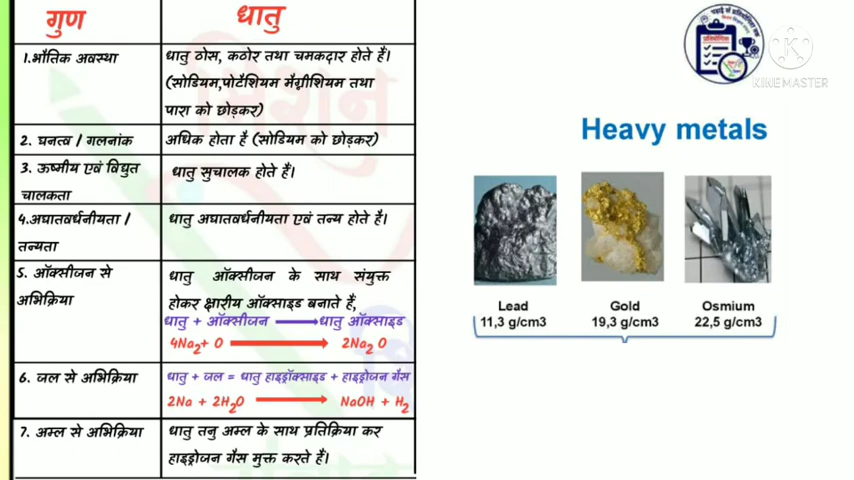 गुण
धातु
1.भौतिक अवस्था
धातु ठोस, कठोर तथा चमकदार होते हैं।
(सोडियम,पोटैशियम मैग्नीशियम तथा
पारा को छोड़कर)
2. घनत्व / गलनांक
अधिक होता है (सोडियम को छोड़कर)
3. ऊष्मीय एवं विद्युत
चालकता
धातु सुचालक होते हैं।
4.अघातवर्धनीयता /
तन्यता
धातु अघातवर्धनीयता एवं तन्य होते है।
5. ऑक्सीजन से
अभिक्रिया
धातु ऑक्सीजन के साथ संयुक्त
होकर क्षारीय ऑक्साइड बनाते हैं,
धातु + ऑक्सीजन ⟶ धातु ऑक्साइड
4Na₂+ O ⟶ 2Na₂ O
6. जल से अभिक्रिया
धातु + जल = धातु हाइड्रॉक्साइड + हाइड्रोजन गैस
2Na + 2H₂O ⟶ NaOH + H₂
7. अम्ल से अभिक्रिया
धातु तनु अम्ल के साथ प्रतिक्रिया कर
हाइड्रोजन गैस मुक्त करते हैं।
KINEMASTER
Heavy metals
Lead
11,3 g/cm3
Gold
19,3 g/cm3
Osmium
22,5 g/cm3